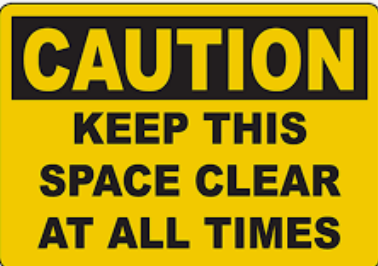 CAUTION
KEEP THIS
SPACE CLEAR
AT ALL TIMES